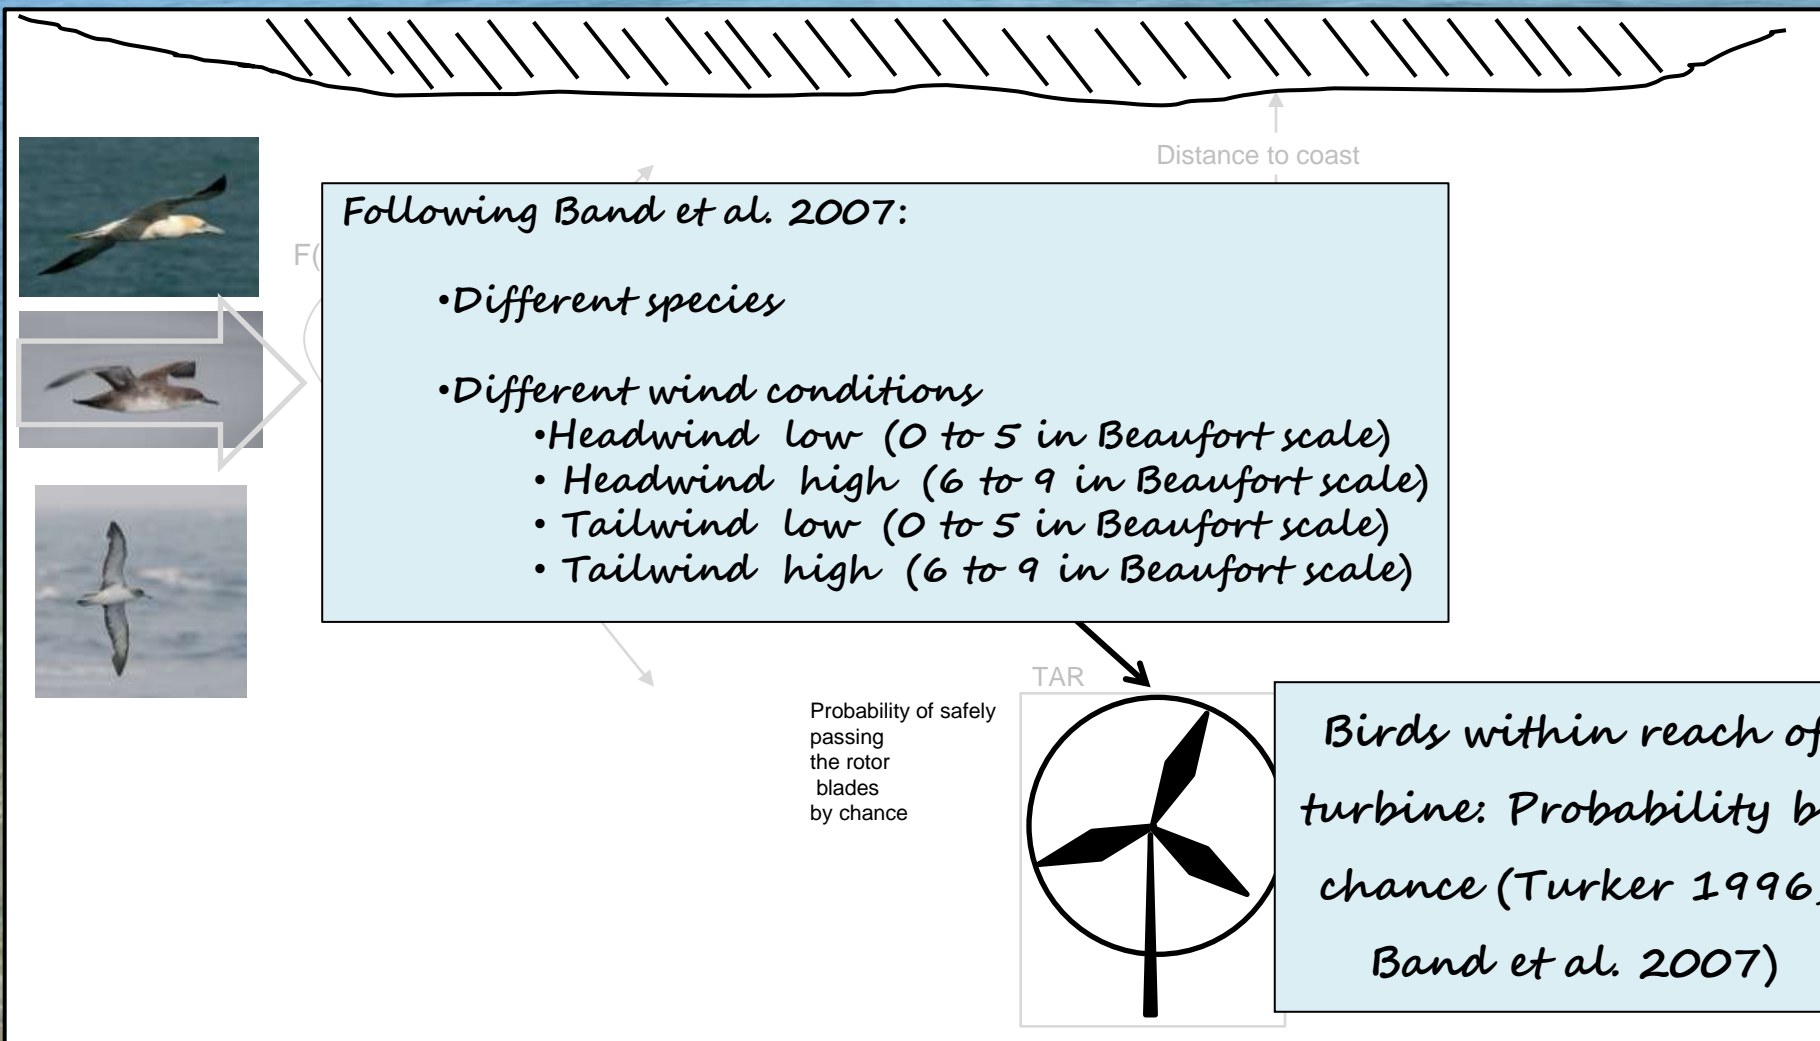 Distance to coast
F(
Following Band et al. 2007:
•Different species
•Different wind conditions
•Headwind low (0 to 5 in Beaufort scale)
• Headwind high (6 to 9 in Beaufort scale)
• Tailwind low (0 to 5 in Beaufort scale)
• Tailwind high (6 to 9 in Beaufort scale)
TAR
Probability of safely
passing
the rotor
blades
by chance
Birds within reach of
turbine: Probability
chance (Turker 1996,
Band et al. 2007)